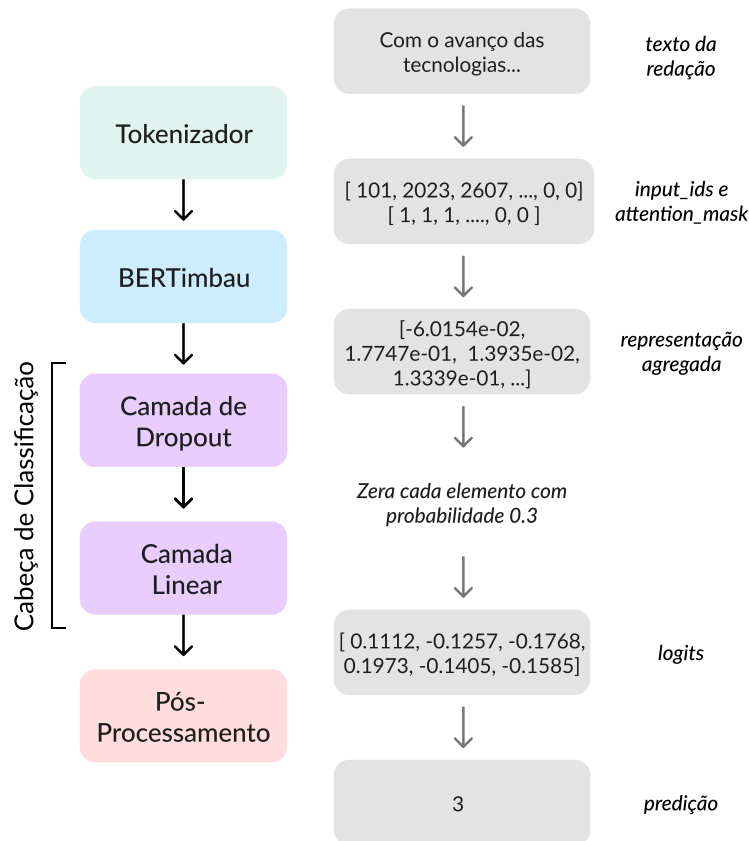 Com o avanço das
tecnologias...
texto da
redação
Tokenizador
[ 101, 2023, 2607, ..., 0, 0]
[ 1, 1, 1, ...., 0, 0 ]
input_ids e
attention_mask
BERTimbau
[-6.0154e-02,
1.7747e-01, 1.3935e-02,
1.3339e-01, ...]
representação
agregada
Cabeça de Classificação
Camada de
Dropout
Zera cada elemento com
probabilidade 0.3
Camada
Linear
[ 0.1112, -0.1257, -0.1768,
0.1973, -0.1405, -0.1585]
logits
Pós-
Processamento
3
predição